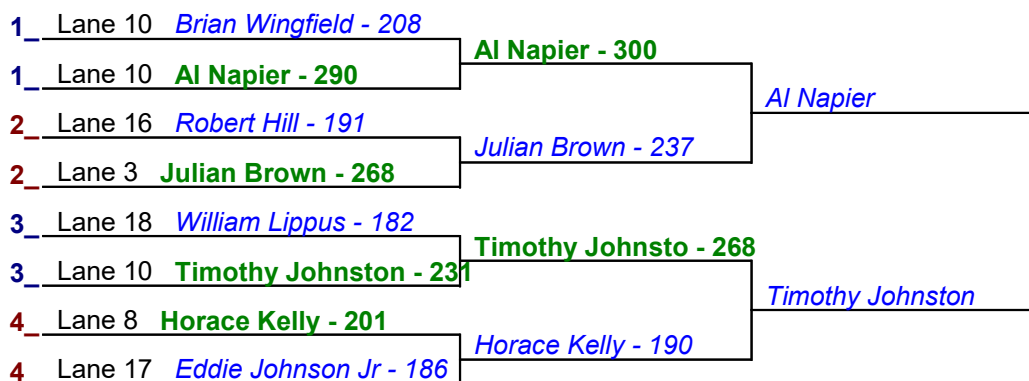 1_ Lane 10 Brian Wingfield - 208
Al Napier - 300
1_ Lane 10 Al Napier - 290
Al Napier
2_ Lane 16 Robert Hill - 191
Julian Brown - 237
2_ Lane 3 Julian Brown - 268
3_ Lane 18 William Lippus - 182
Timothy Johnsto - 268
3_ Lane 10 Timothy Johnston - 231
Timothy Johnston
4_ Lane 8 Horace Kelly - 201
Horace Kelly - 190
4 Lane 17 Eddie Johnson Jr - 186